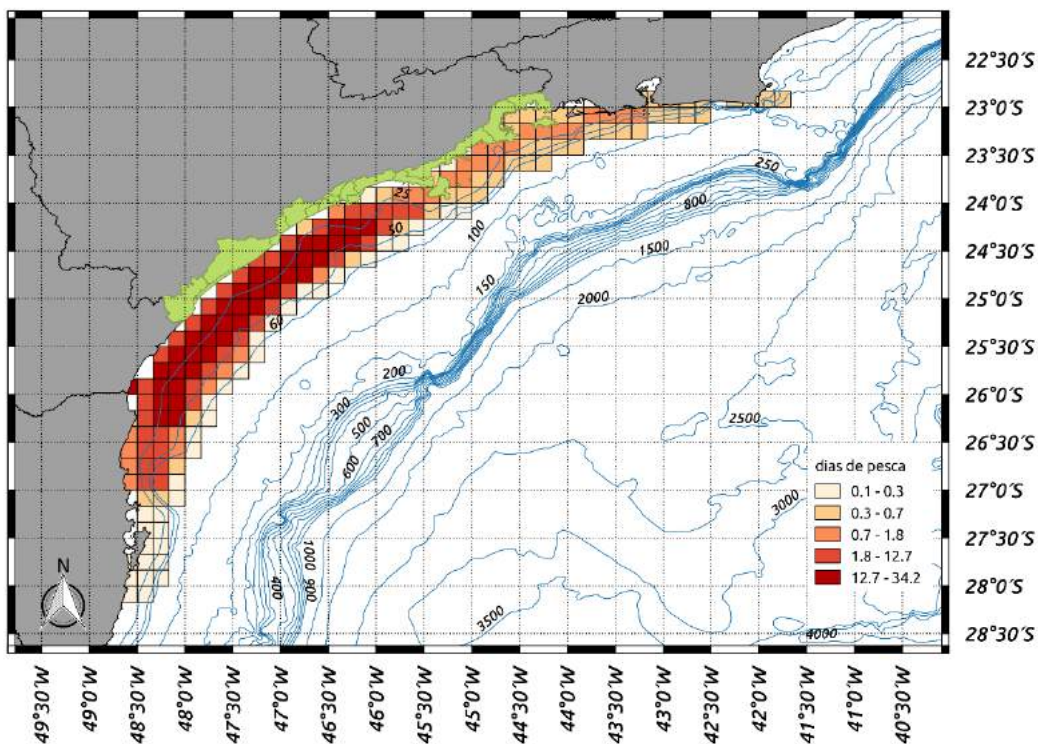 22°30´S
23°0´S
250
25
23°30´S
800
24°0´S
50
100
1500
24°30´S
150
2000
25°0´S
60
25°30´S
200
300
26°0´S
500
700
2500
26°30´S
600
dias de pesca
0.1 - 0.3
27°0´S
3000
0.3 - 0.7
0.7 - 1.8
27°30´S
1000
1.8 - 12.7
N
400
900
12.7 - 34.2
28°0´S
3500
4000
28°30´S
49°30´W
49°0´W
48°30´W
48°0´W
47°30´W
47°0´W
46°30´W
46°0´W
45°30´W
45°0´W
44°30´W
44°0´W
43°30´W
43°0´W
42°30´W
42°0´W
41°30´W
41°0´W
40°30´W